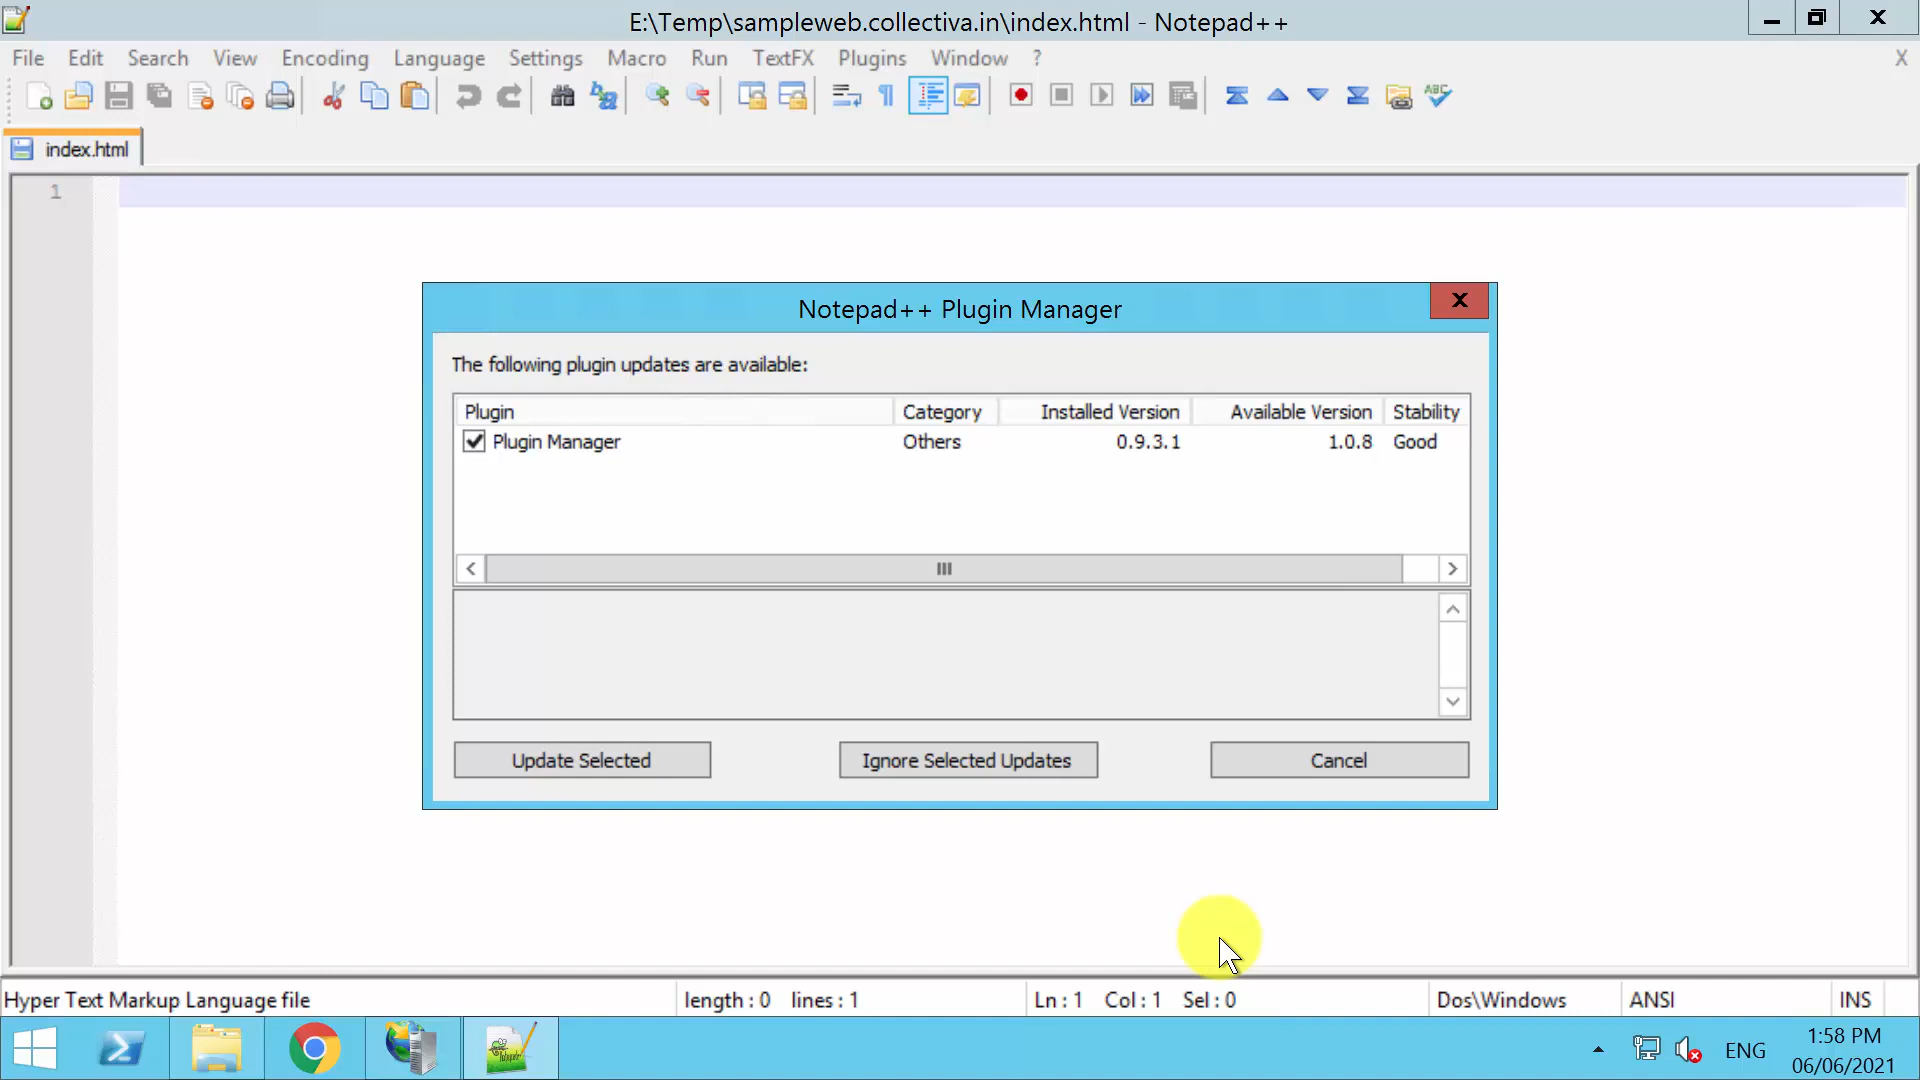 E:\Temp\sampleweb.collectiva.in\index.html - Notepad++
File Edit Search View Encoding Language Settings Macro Run TextFX Plugins Window ? X
ABC
index.html
1
Notepad++ Plugin Manager
The following plugin updates are available:
Plugin Category Installed Version Available Version Stability
Plugin Manager Others 0.9.3.1 1.0.8 Good
Update Selected Ignore Selected Updates Cancel
Hyper Text Markup Language file length : 0 lines : 1 Ln : 1 Col : 1 Sel : 0 Dos\Windows ANSI INS
ENG
1:58 PM
06/06/2021